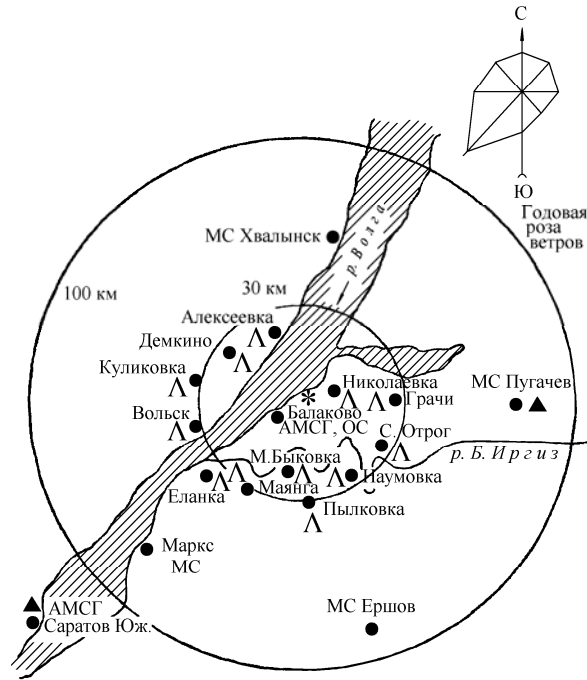 С
Ю
Годовая
роза
ветров
МС Хвалынск
р. Волга
100 км
30 км
Алексеевка
Демкино
Куликовка
Николаевка
МС Пугачев
Грачи
Вольск
Балаково
АМСГ, ОС
С. Отрог
р. Б. Иргиз
М.Быковка
Еланка
Маянга
Наумовка
Пылковка
Маркс
МС
АМСГ
Саратов Юж.
МС Ершов